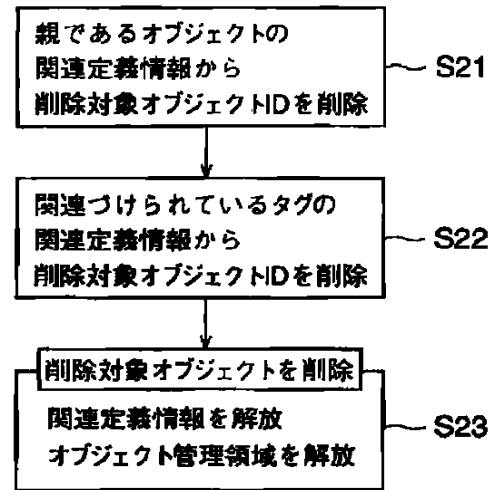 親であるオブジェクトの
関連定義情報から
削除対象オブジェクトIDを削除
S21
関連づけられているタグの
関連定義情報から
削除対象オブジェクトIDを削除
S22
削除対象オブジェクトを削除
関連定義情報を解放
オブジェクト管理領域を解放
S23